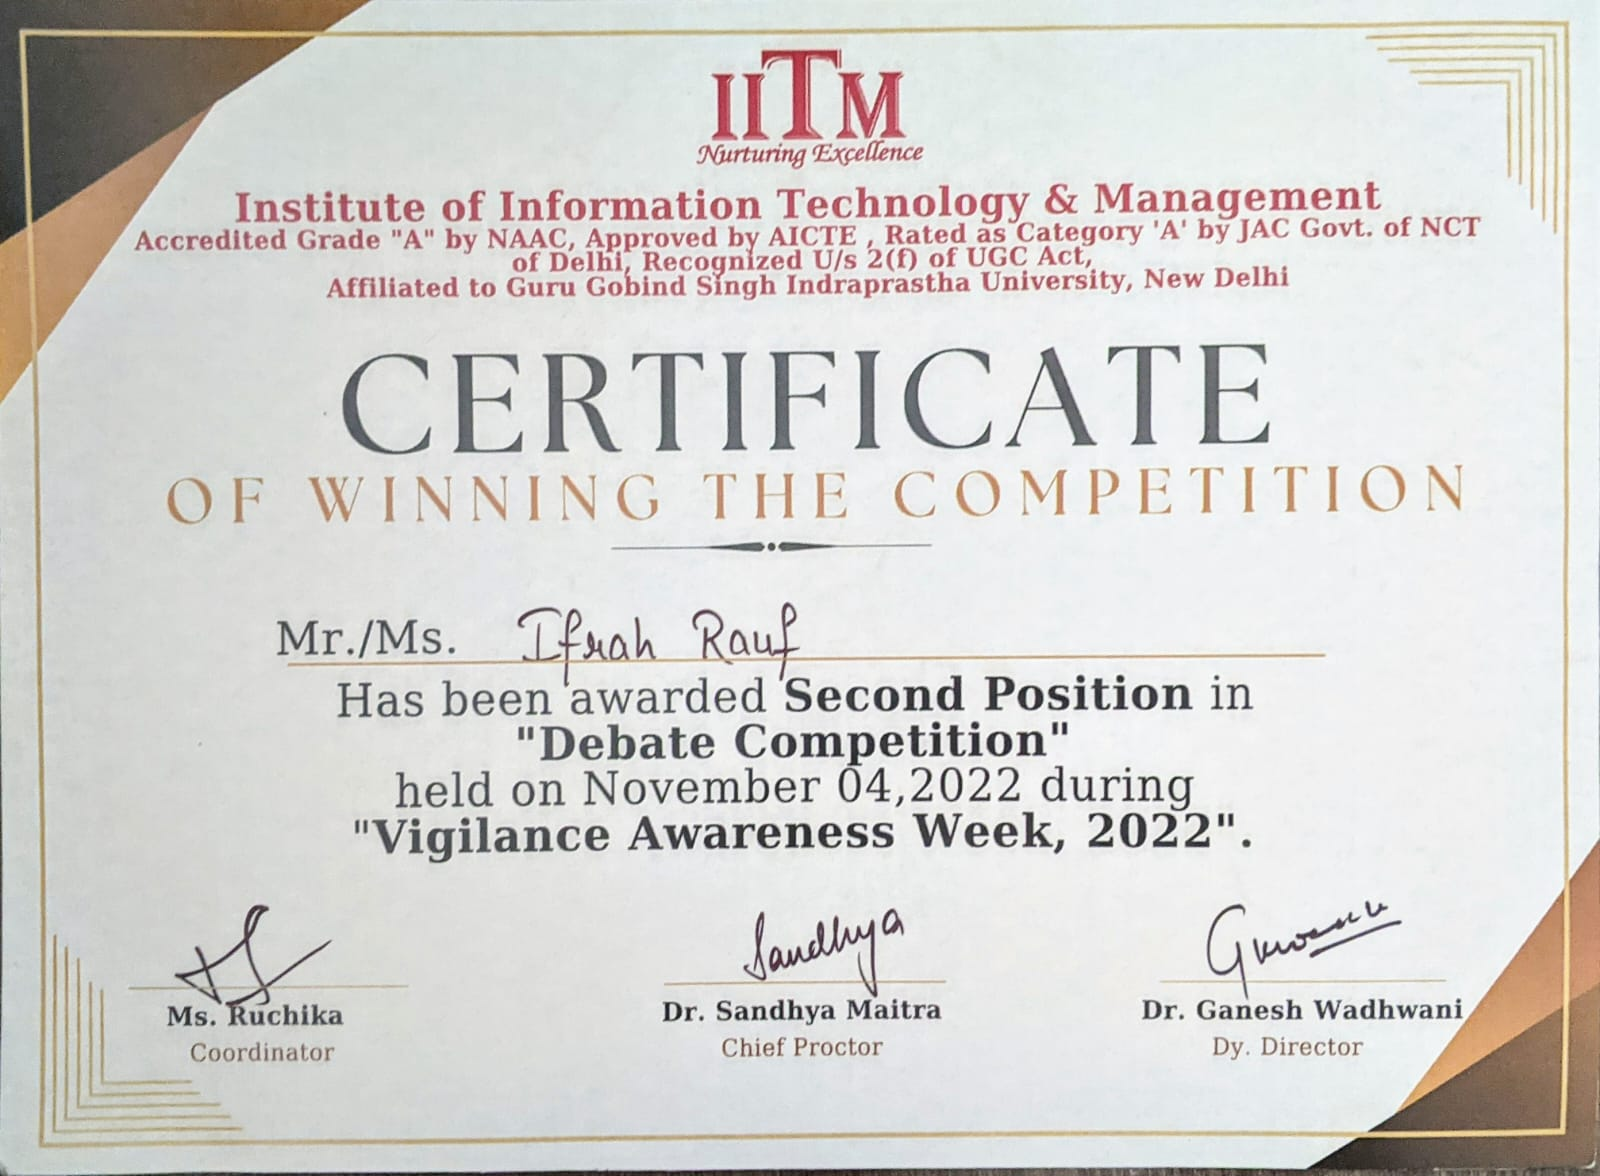 IITM
Nurturing Excellence
Institute of Information Technology & Management
Accredited Grade "A" by NAAC, Approved by AICTE , Rated as Category 'A' by JAC Govt. of NCT
of Delhi, Recognized U/s 2(f) of UGC Act,
Affiliated to Guru Gobind Singh Indraprastha University, New Delhi
CERTIFICATE
OF WINNING THE COMPETITION
Mr./Ms. Ifrah Rauf
Has been awarded Second Position in
"Debate Competition"
held on November 04,2022 during
"Vigilance Awareness Week, 2022".
Sandhya
Ms. Ruchika Dr. Sandhya Maitra Dr. Ganesh Wadhwani
Coordinator Chief Proctor Dy. Director